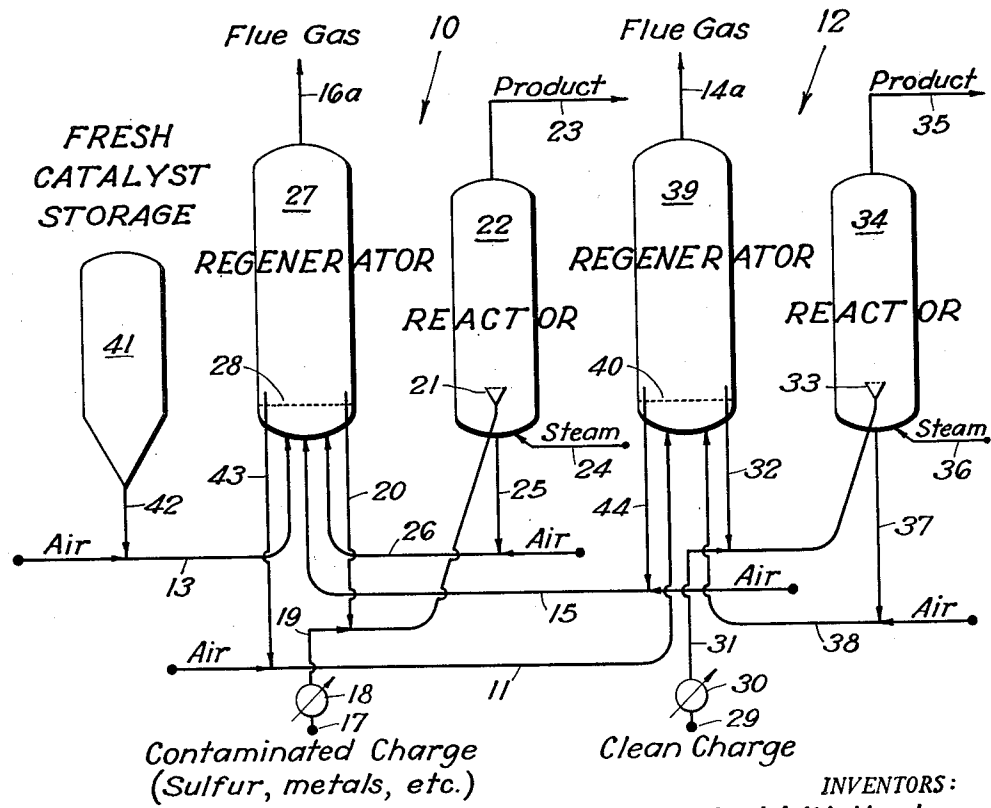 Flue Gas
10
Flue Gas
12
16a
Product
23
14a
Product
35
FRESH
CATALYST
STORAGE
27
22
39
34
REGENERATOR
REGENERATOR
REACTOR
REACTOR
41
28
21
40
33
Steam
24
Steam
36
43
20
25
44
32
37
42
Air
13
26
Air
Air
15
19
31
38
Air
Air
11
18
17
30
29
Contaminated Charge
(Sulfur, metals, etc.)
Clean Charge
INVENTORS: